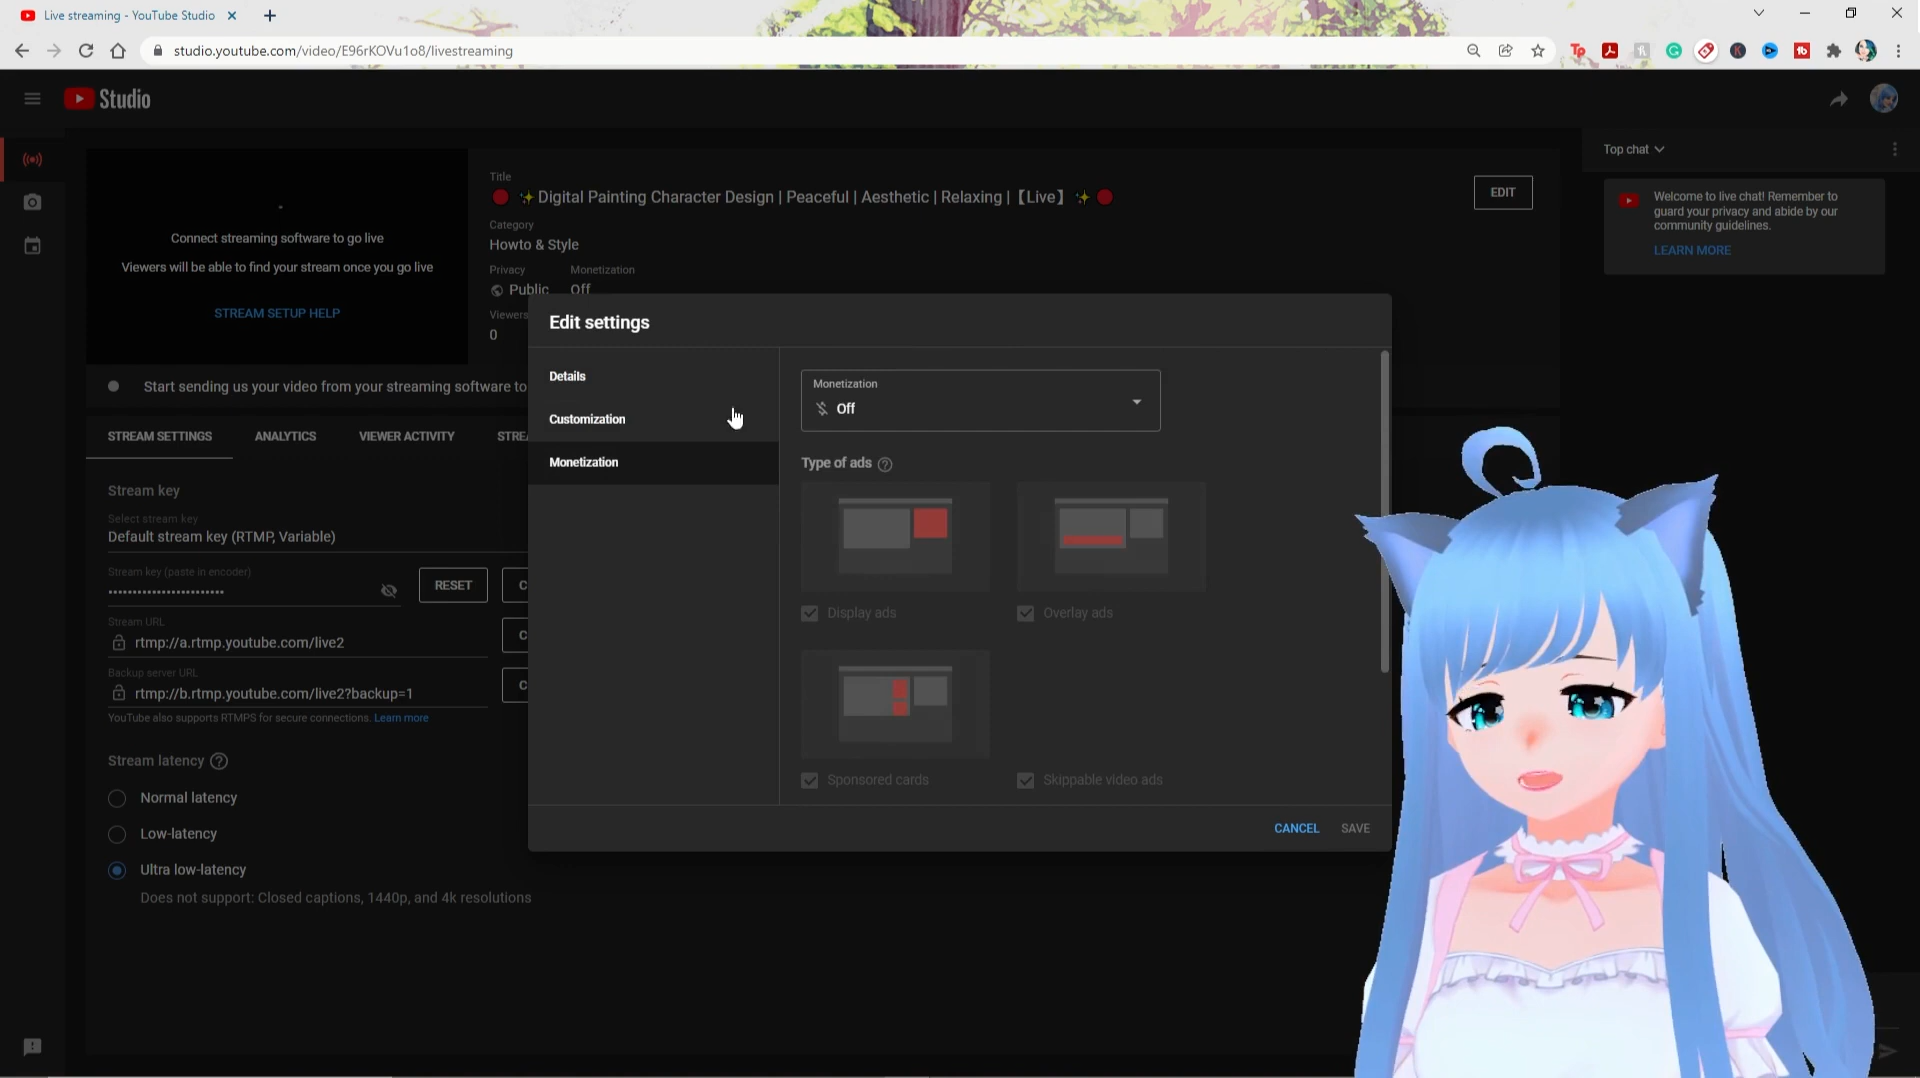 Live streaming - YouTube Studio
studio.youtube.com/video/E96rKOVu1o8/livestreaming
Studio
Connect streaming software to go live
Viewers will be able to find your stream once you go live
STREAM SETUP HELP
Title
Digital Painting Character Design | Peaceful | Aesthetic | Relaxing |【Live】
EDIT
Category
Howto & Style
Privacy
Monetization
Public
Off
Viewers
0
Top chat
Welcome to live chat! Remember to
guard your privacy and abide by our
community guidelines.
LEARN MORE
Start sending us your video from your streaming software to
STREAM SETTINGS
ANALYTICS
VIEWER ACTIVITY
STRE
Stream key
Select stream key
Default stream key (RTMP, Variable)
Stream key (paste in encoder)
RESET
C
Stream URL
rtmp://a.rtmp.youtube.com/live2
C
Backup server URL
rtmp://b.rtmp.youtube.com/live2?backup=1
C
YouTube also supports RTMPS for secure connections. Learn more
Stream latency
Normal latency
Low-latency
Ultra low-latency
Does not support: Closed captions, 1440p, and 4k resolutions
Edit settings
Details
Customization
Monetization
Monetization
Off
Type of ads
Display ads
Overlay ads
Sponsored cards
Skippable video ads
CANCEL
SAVE